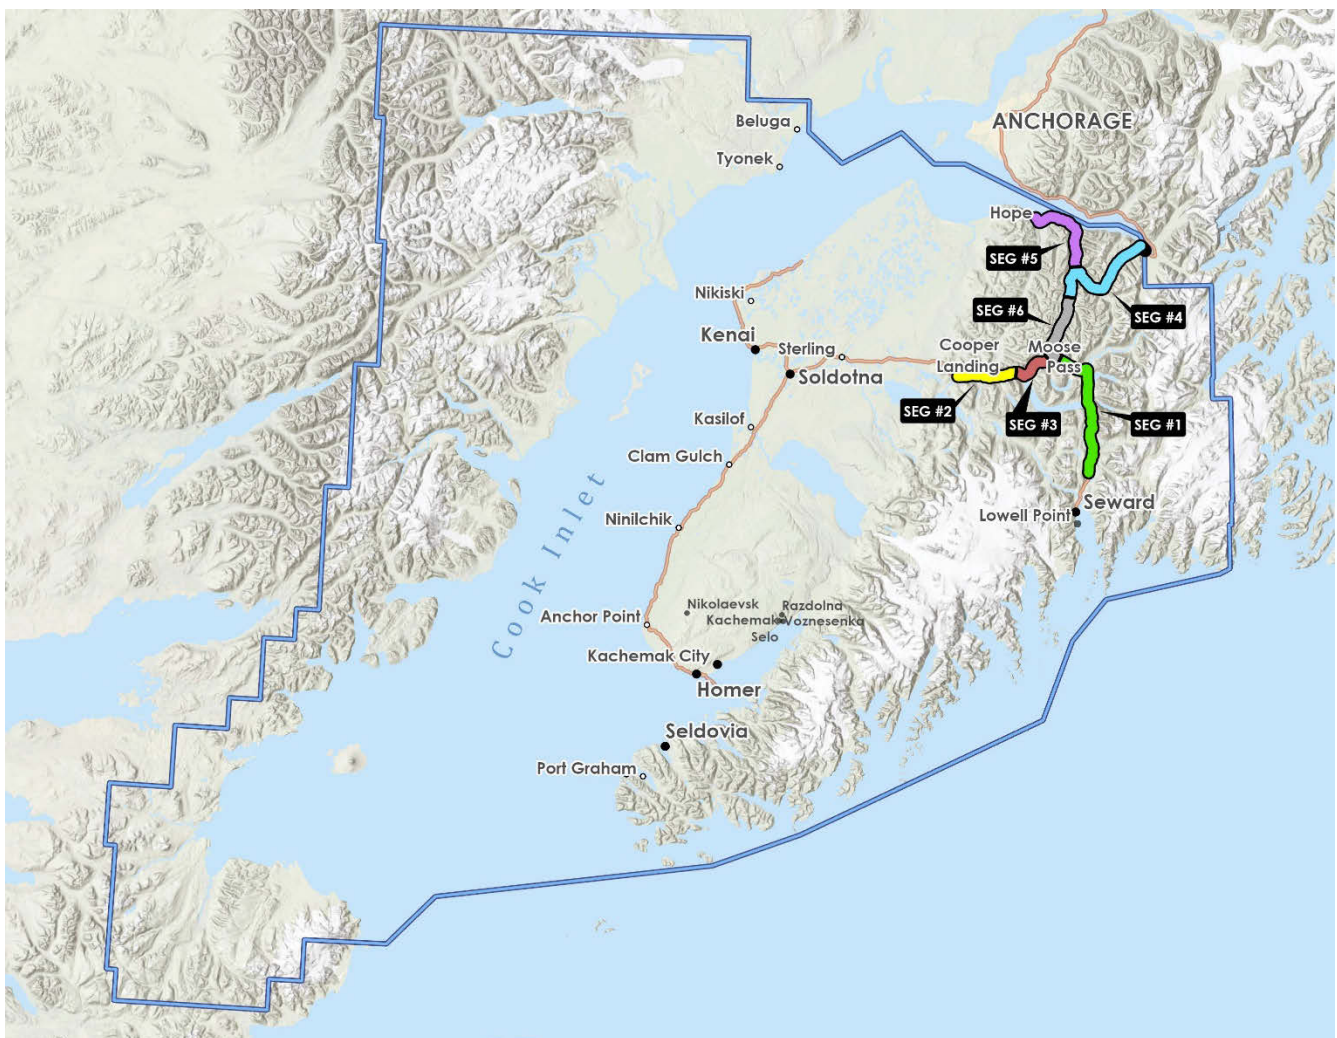 Beluga
ANCHORAGE
Tyonek
Hope
SEG #5
Nikiski
SEG #6
SEG #4
Kenai
Sterling
Cooper
Landing
Moose
Pass
Soldotna
SEG #2
SEG #3
SEG #1
Kasilof
Clam Gulch
Cook Inlet
Seward
Lowell Point
Ninilchik
Nikolaevsk
Razdolna
Anchor Point
Kachemak
Voznesenka
Selo
Kachemak City
Homer
Seldovia
Port Graham